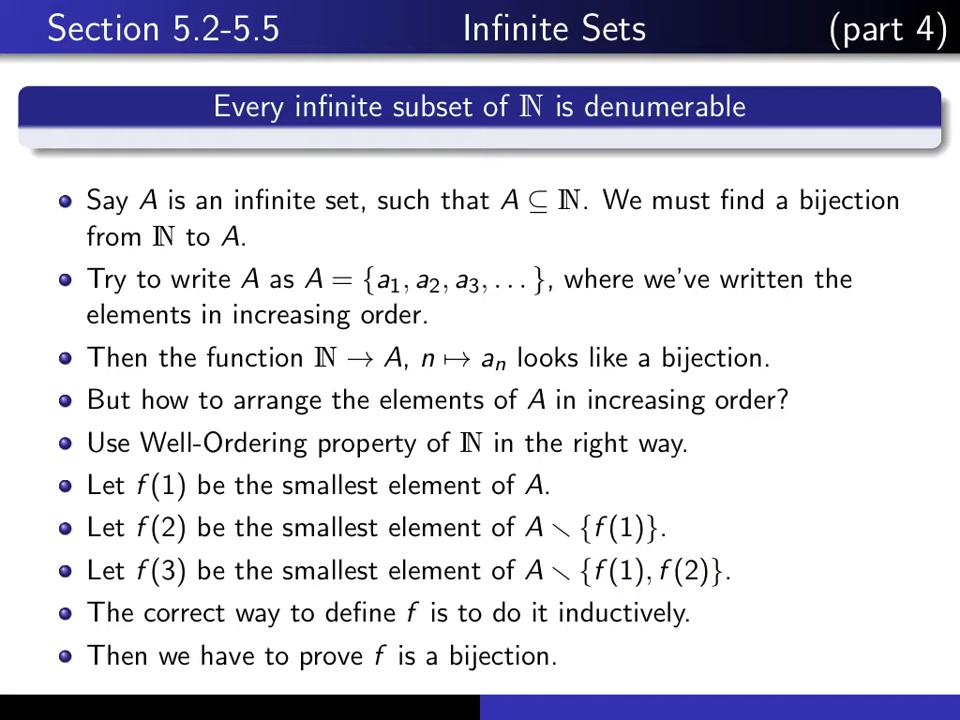 Section 5.2-5.5 Infinite Sets (part 4)
Every infinite subset of ℕ is denumerable
Say A is an infinite set, such that A ⊆ ℕ. We must find a bijection
from ℕ to A.
Try to write A as A = {a₁, a₂, a₃, . . . }, where we've written the
elements in increasing order.
Then the function ℕ → A, n ↦ aₙ looks like a bijection.
But how to arrange the elements of A in increasing order?
Use Well-Ordering property of ℕ in the right way.
Let f(1) be the smallest element of A.
Let f(2) be the smallest element of A ∖ {f(1)}.
Let f(3) be the smallest element of A ∖ {f(1), f(2)}.
The correct way to define f is to do it inductively.
Then we have to prove f is a bijection.